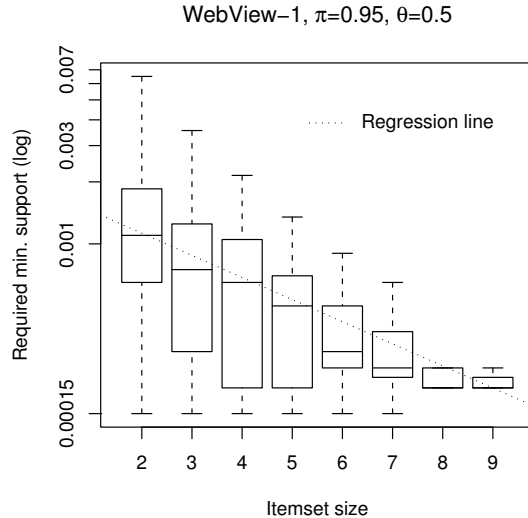 WebView−1, π=0.95, θ=0.5
Required min. support (log)
0.007
0.003
0.001
0.00015
Regression line
2 3 4 5 6 7 8 9
Itemset size